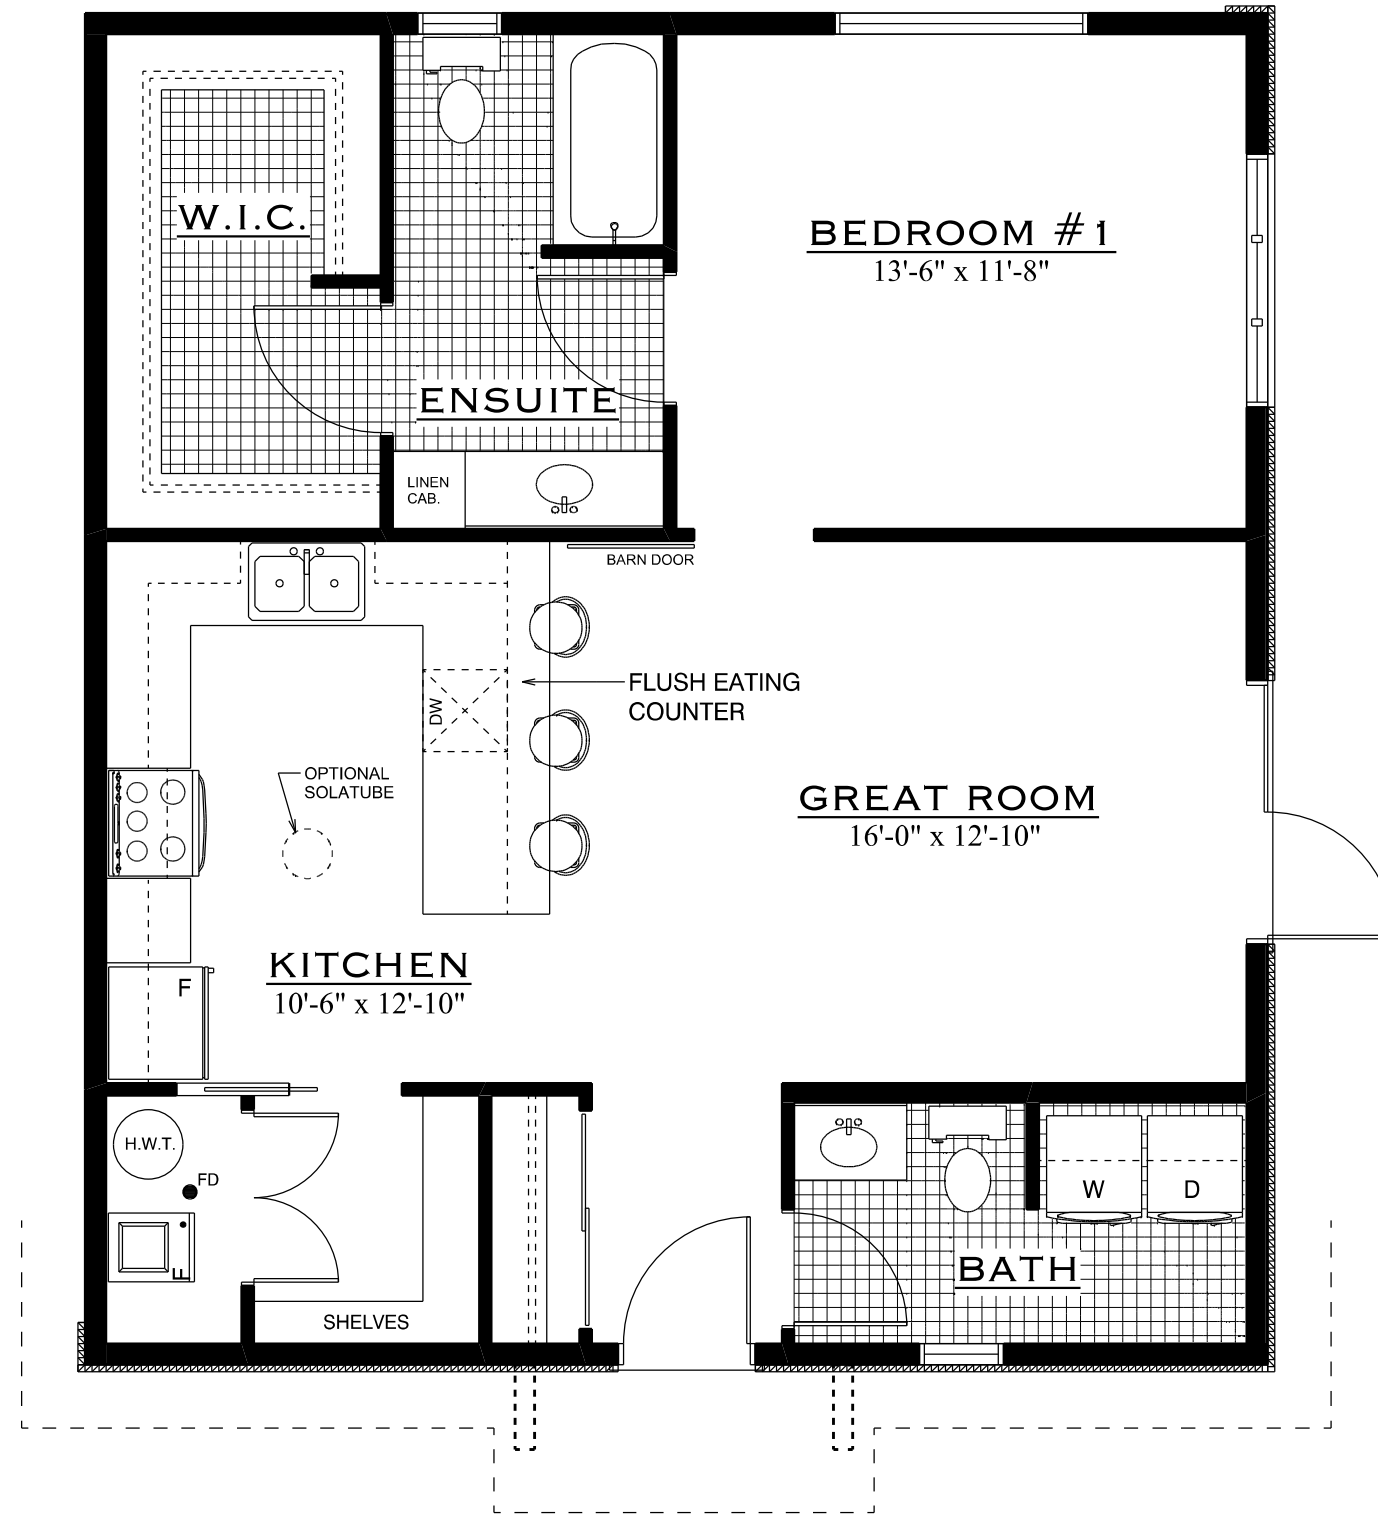 W.I.C.
BEDROOM #1
13'-6" x 11'-8"
ENSUITE
LINEN
CAB.
BARN DOOR
FLUSH EATING
COUNTER
DW
OPTIONAL
SOLATUBE
GREAT ROOM
16'-0" x 12'-10"
KITCHEN
10'-6" x 12'-10"
F
H.W.T.
FD
F
W
D
BATH
SHELVES